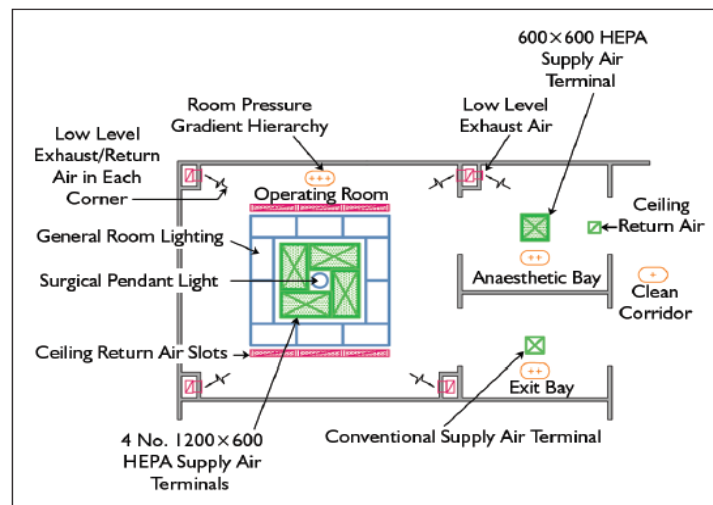 600×600 HEPA
Supply Air
Terminal
Room Pressure
Gradient Hierarchy
Low Level
Exhaust Air
Low Level
Exhaust/Return
Air in Each
Corner
+++
Operating Room
General Room Lighting
Ceiling
Return Air
Surgical Pendant Light
++
Anaesthetic Bay
+
Clean
Corridor
Ceiling Return Air Slots
++
Exit Bay
4 No. 1200×600
HEPA Supply Air
Terminals
Conventional Supply Air Terminal